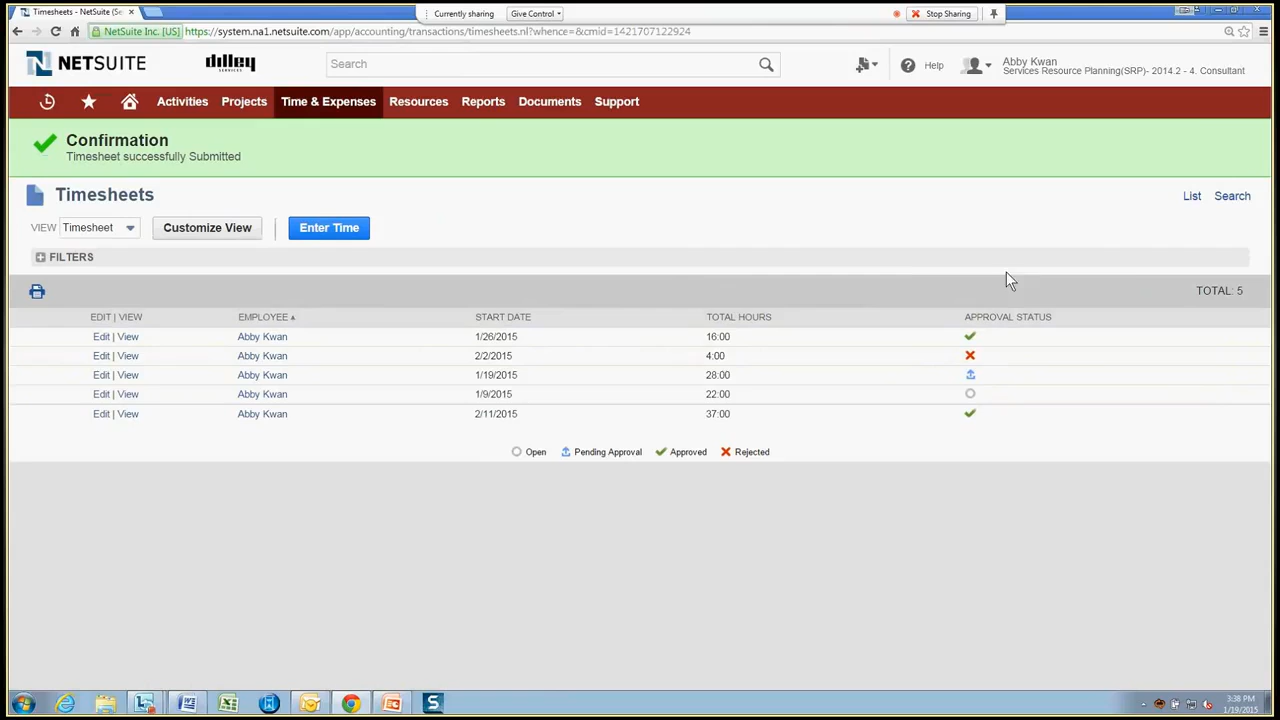 Timesheets - NetSuite (Se
Currently sharing
Give Control
Stop Sharing
NetSuite Inc. [US]
https://system.na1.netsuite.com/app/accounting/transactions/timesheets.nl?whence=&cmid=1421707122924
NETSUITE
dilley
SERVICES
Search
Help
Abby Kwan
Services Resource Planning(SRP) - 2014.2 - 4. Consultant
Activities Projects Time & Expenses Resources Reports Documents Support
Confirmation
Timesheet successfully Submitted
Timesheets
List Search
VIEW Timesheet Customize View Enter Time
FILTERS
TOTAL: 5
EDIT | VIEW EMPLOYEE START DATE TOTAL HOURS APPROVAL STATUS
Edit | View Abby Kwan 1/26/2015 16:00
Edit | View Abby Kwan 2/2/2015 4:00
Edit | View Abby Kwan 1/19/2015 28:00
Edit | View Abby Kwan 1/9/2015 22:00
Edit | View Abby Kwan 2/11/2015 37:00
Open Pending Approval Approved Rejected
3:38 PM
1/19/2015